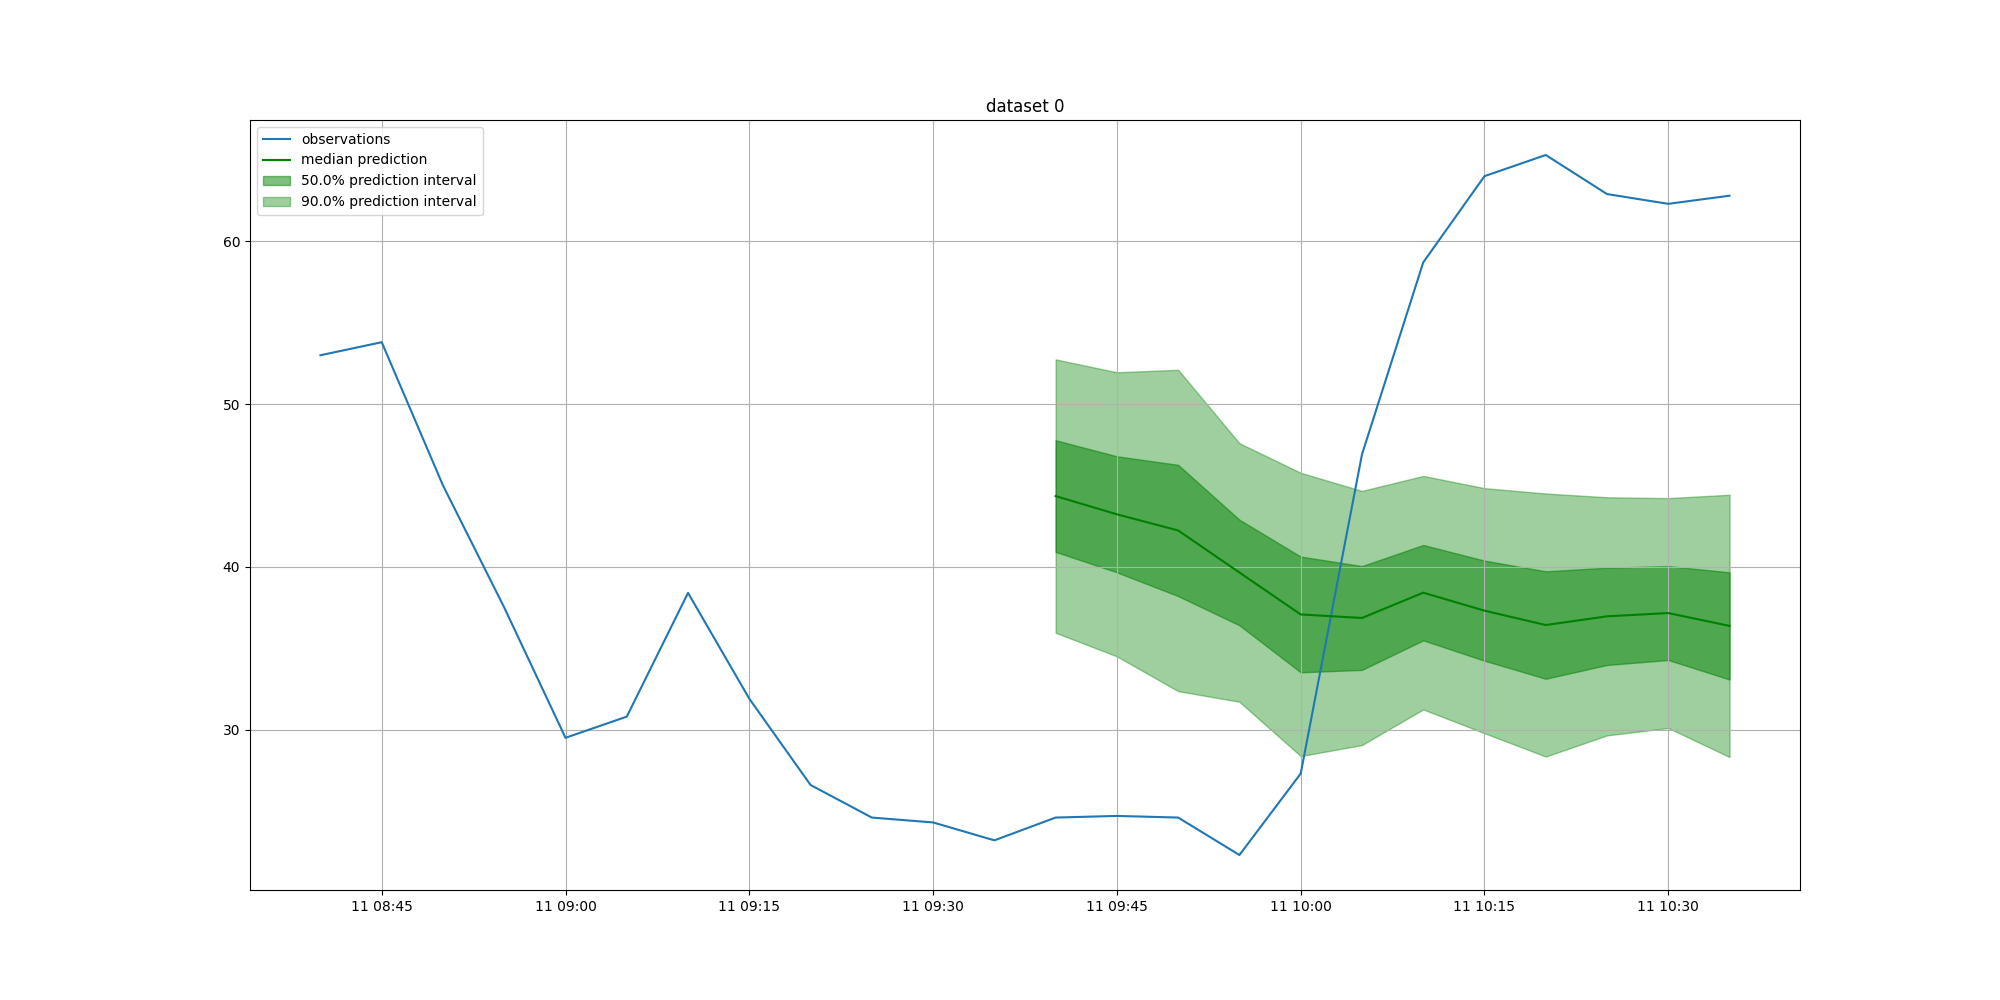 dataset 0
observations
median prediction
50.0% prediction interval
90.0% prediction interval
60
50
40
30
11 08:45
11 09:00
11 09:15
11 09:30
11 09:45
11 10:00
11 10:15
11 10:30